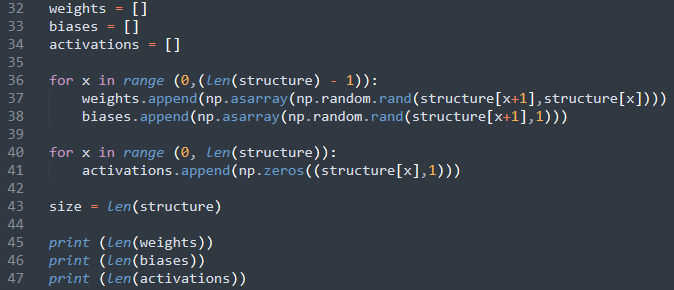 32 weights = []
33 biases = []
34 activations = []
35
36 for x in range (0,(len(structure) - 1)):
37     weights.append(np.asarray(np.random.rand(structure[x+1],structure[x])))
38     biases.append(np.asarray(np.random.rand(structure[x+1],1)))
39
40 for x in range (0, len(structure)):
41     activations.append(np.zeros((structure[x],1)))
42
43 size = len(structure)
44
45 print (len(weights))
46 print (len(biases))
47 print (len(activations))